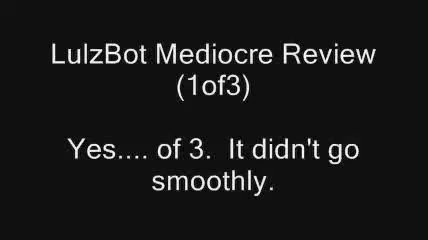 LulzBot Mediocre Review
(1of3)
Yes.... of 3.  It didn't go
smoothly.